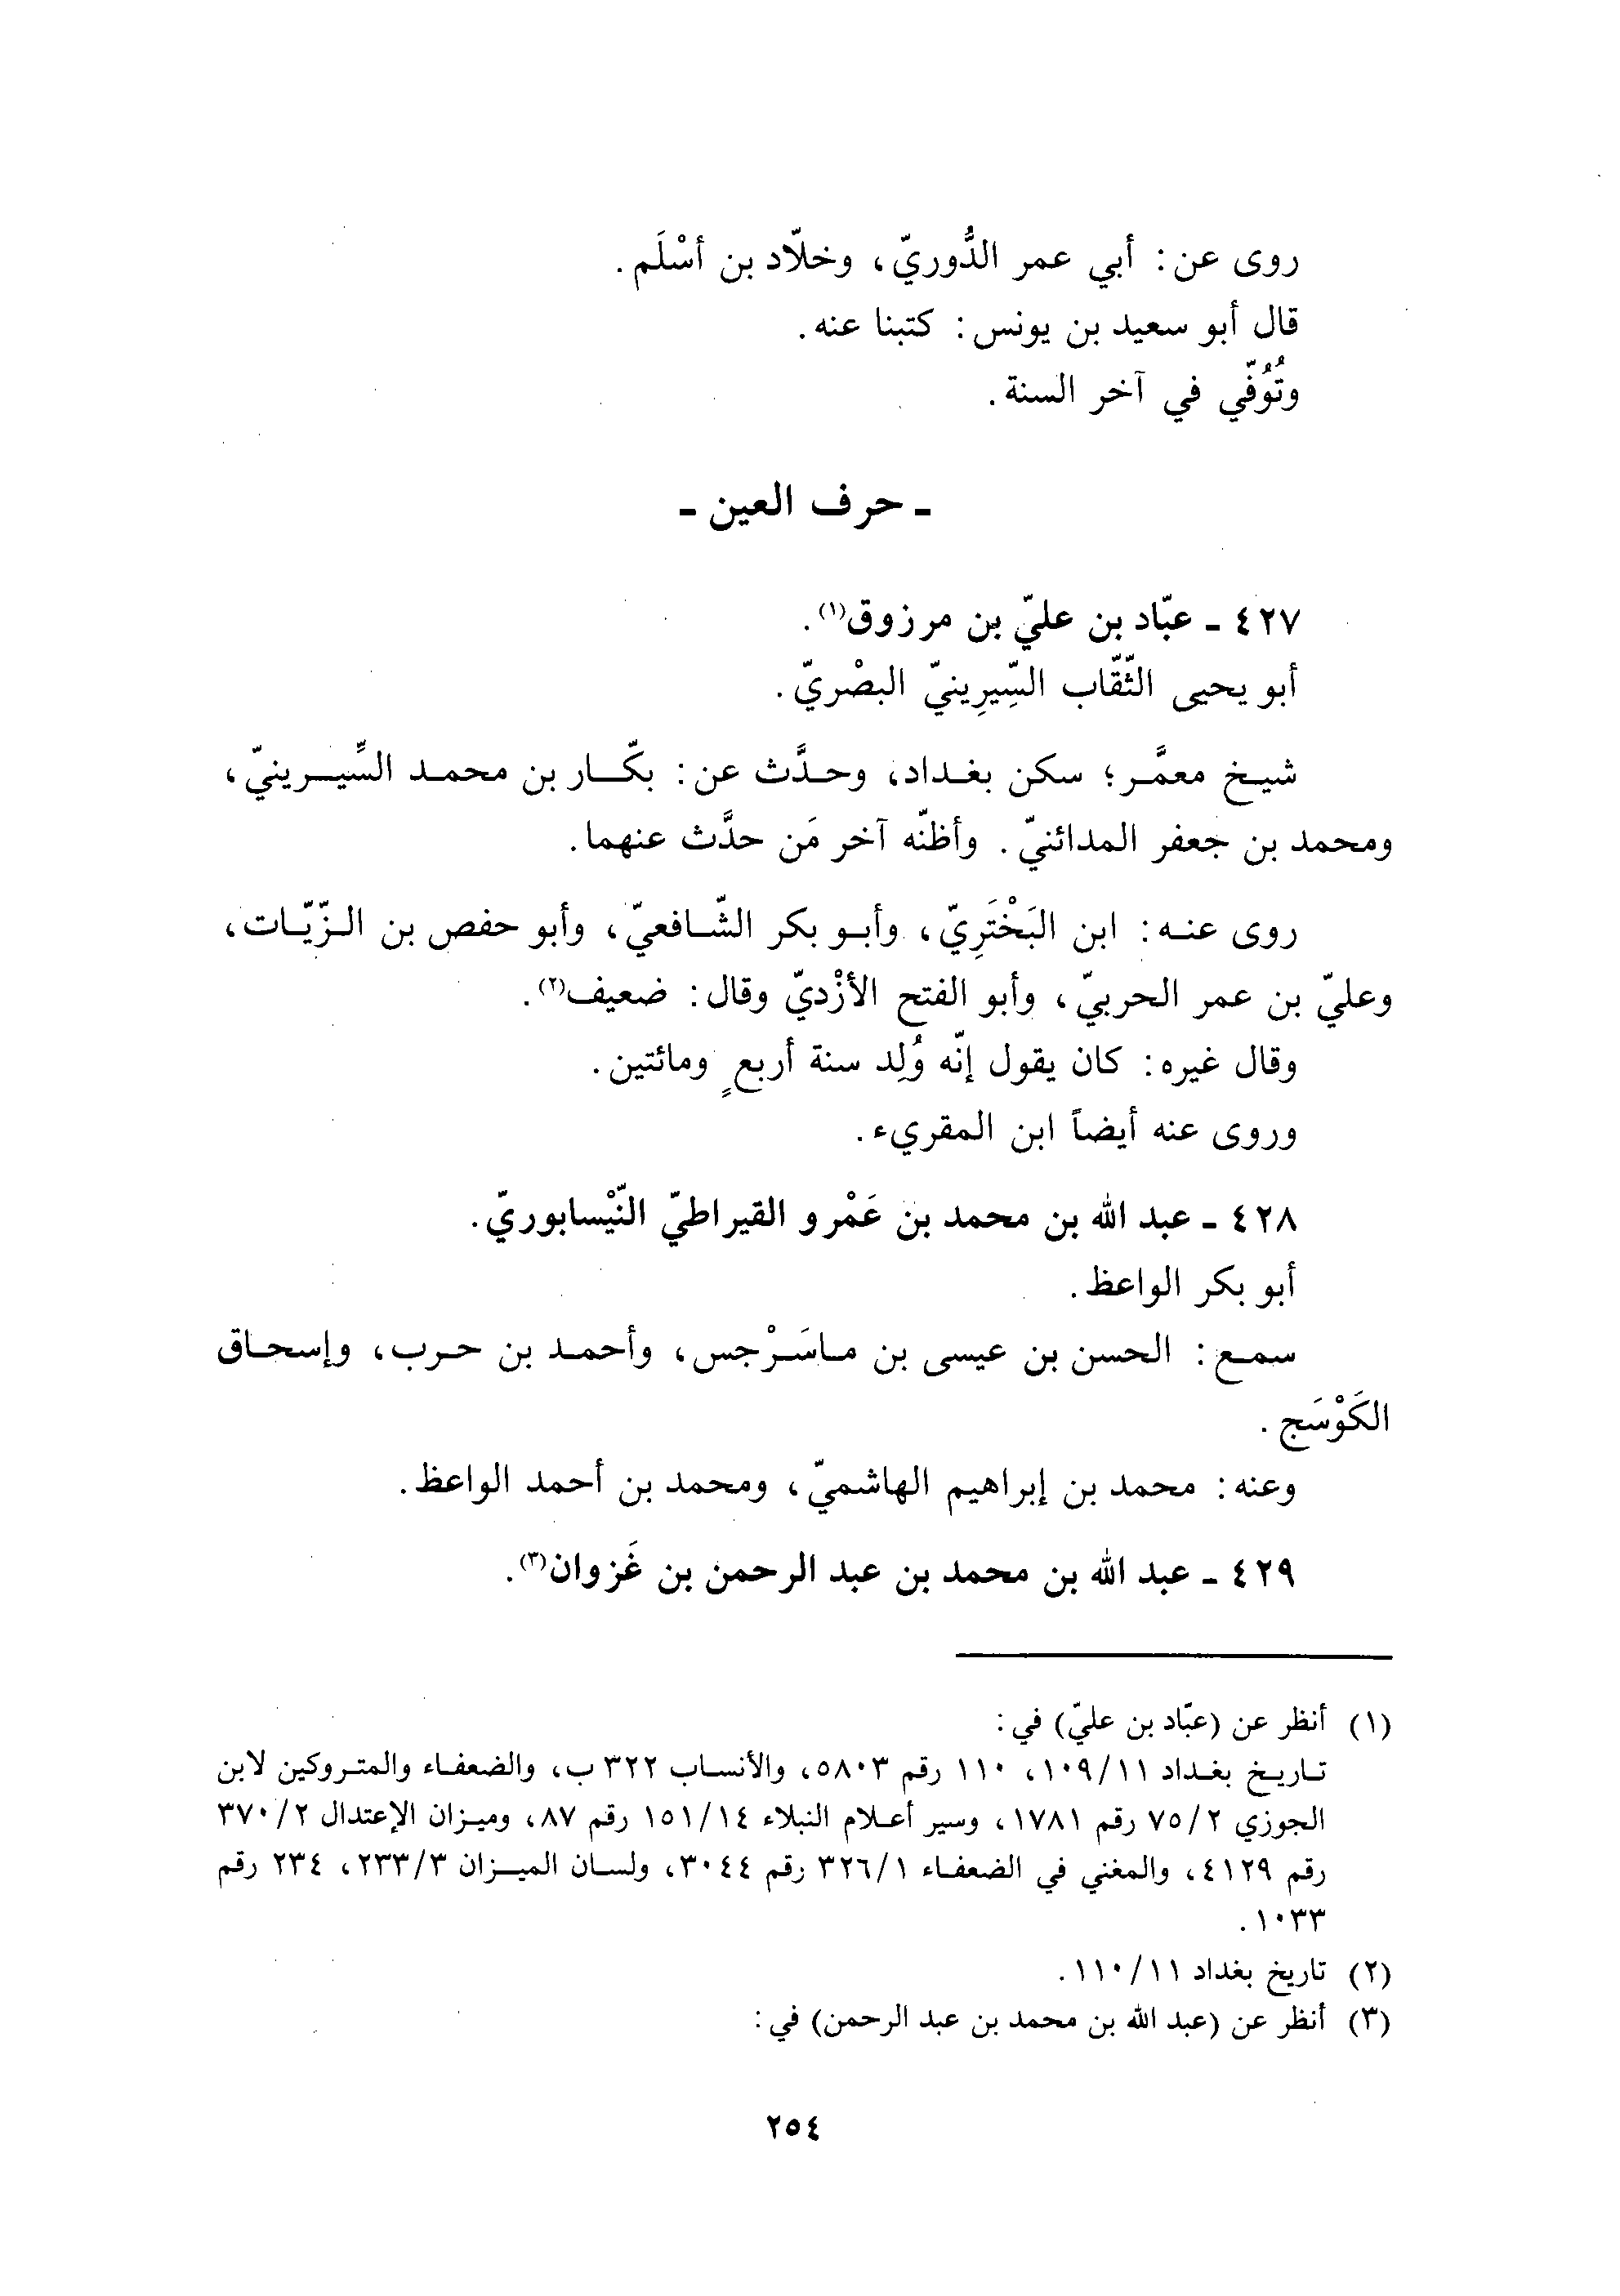 روى عن: أبي عمر الدُّوريّ، وخلّاد بن أسْلَم.
قال أبو سعيد بن يونس: كتبنا عنه.
وتُوُفّي في آخر السنة.
ـ حرف العين ـ
٤٢٧ ـ عبّاد بن عليّ بن مرزوق(١).
أبو يحيى الثّقّاب السِّيرِينيّ البصْريّ.
شيخ معمَّر؛ سكن بغداد، وحدَّث عن: بكّار بن محمد السِّيرينيّ،
ومحمد بن جعفر المدائنيّ. وأظنّه آخر مَن حدَّث عنهما.
روى عنه: ابن البَخْتَرِيّ، وأبو بكر الشّافعيّ، وأبو حفص بن الزّيّات،
وعليّ بن عمر الحربيّ، وأبو الفتح الأزْديّ وقال: ضعيف(٢).
وقال غيره: كان يقول إنّه وُلِد سنة أربعٍ ومائتين.
وروى عنه أيضاً ابن المقريء.
٤٢٨ ـ عبد الله بن محمد بن عَمْرو القيراطيّ النّيْسابوريّ.
أبو بكر الواعظ.
سمع: الحسن بن عيسى بن ماسَرْجس، وأحمد بن حرب، وإسحاق
الكَوْسَج.
وعنه: محمد بن إبراهيم الهاشميّ، ومحمد بن أحمد الواعظ.
٤٢٩ ـ عبد الله بن محمد بن عبد الرحمن بن غَزوان(٣).
(١) أنظر عن (عبّاد بن عليّ) في:
تاريخ بغداد ١٠٩/١١، ١١٠ رقم ٥٨٠٣، والأنساب ٣٢٢ ب، والضعفاء والمتروكين لابن
الجوزي ٧٥/٢ رقم ١٧٨١، وسير أعلام النبلاء ١٥١/١٤ رقم ٨٧، وميزان الإعتدال ٣٧٠/٢
رقم ٤١٢٩، والمغني في الضعفاء ٣٢٦/١ رقم ٣٠٤٤، ولسان الميزان ٢٣٣/٣، ٢٣٤ رقم
١٠٣٣.
(٢) تاريخ بغداد ١١٠/١١.
(٣) أنظر عن (عبد الله بن محمد بن عبد الرحمن) في:
٢٥٤